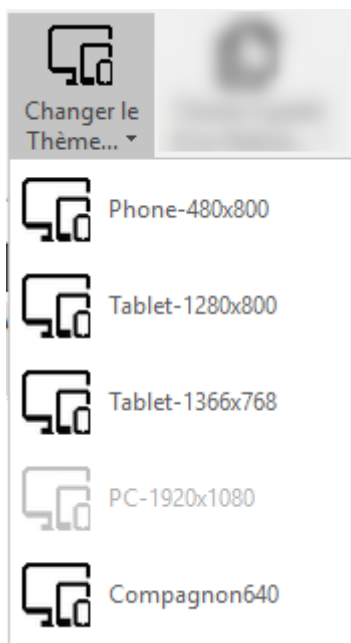 Changer le
Thème...
Phone-480x800
Tablet-1280x800
Tablet-1366x768
PC-1920x1080
Compagnon640